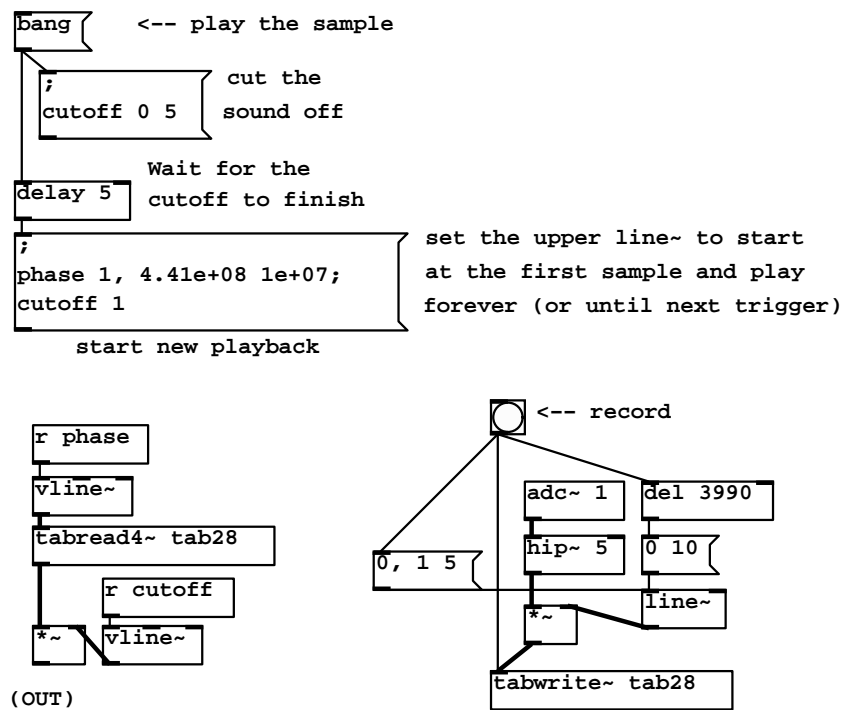 bang <-- play the sample
;
cutoff 0 5
cut the
sound off
delay 5
Wait for the
cutoff to finish
;
phase 1, 4.41e+08 1e+07;
cutoff 1
set the upper line~ to start
at the first sample and play
forever (or until next trigger)
start new playback
r phase
vline~
tabread4~ tab28
r cutoff
*~
vline~
(OUT)
<-- record
adc~ 1
del 3990
0, 1 5
hip~ 5
0 10
*~
line~
tabwrite~ tab28